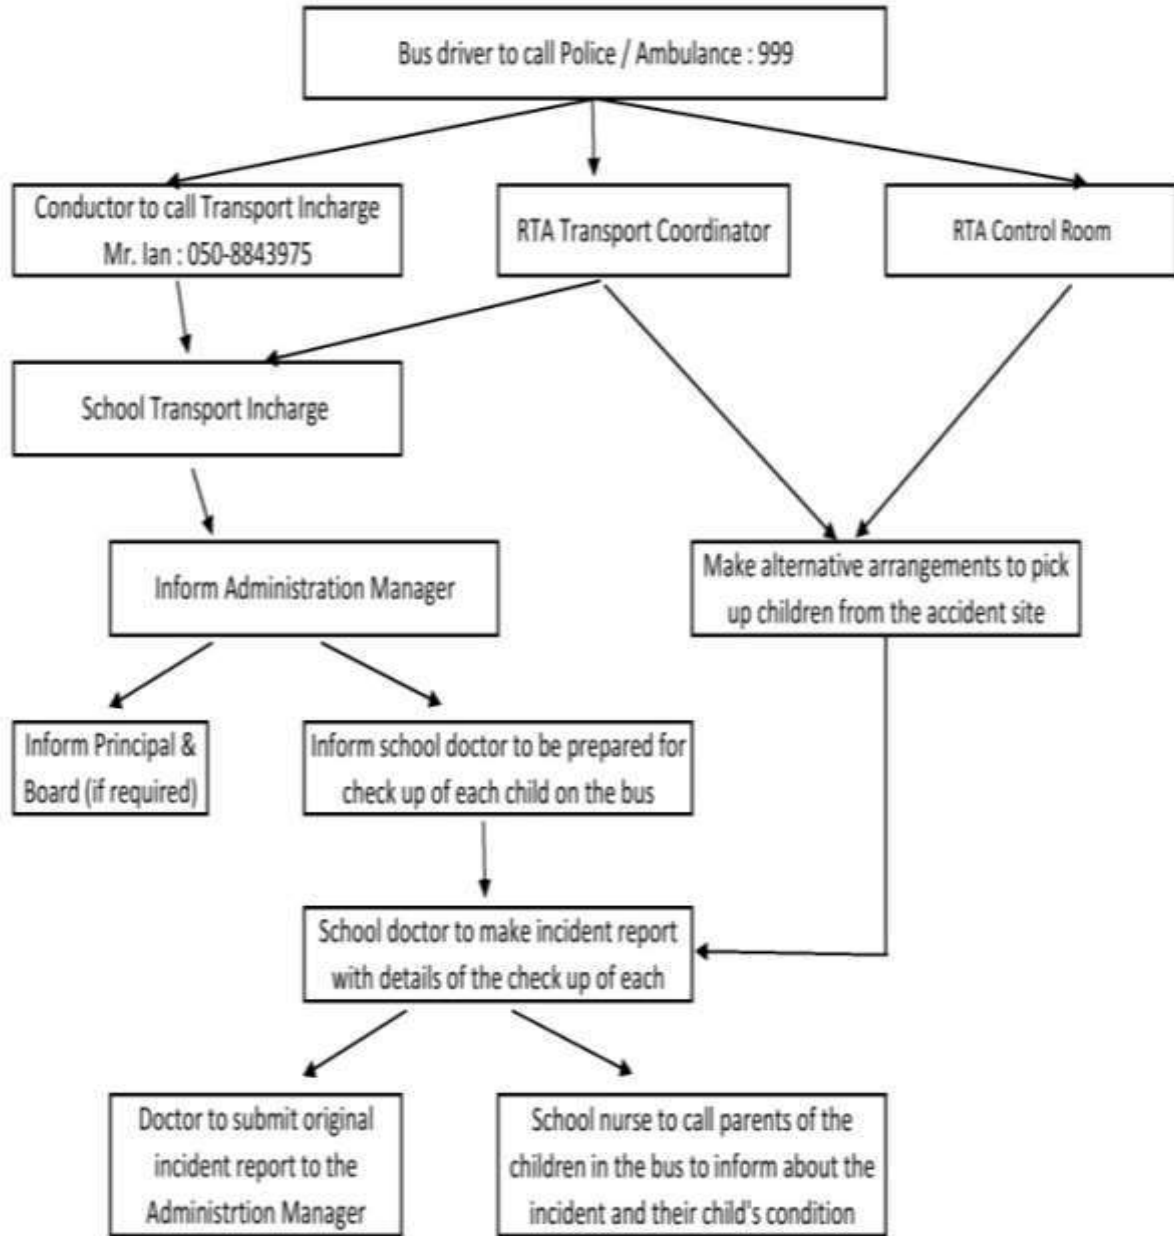 Bus driver to call Police / Ambulance : 999
Conductor to call Transport Incharge
Mr. Ian : 050-8843975
RTA Transport Coordinator
RTA Control Room
School Transport Incharge
Inform Administration Manager
Make alternative arrangements to pick
up children from the accident site
Inform Principal &
Board (if required)
Inform school doctor to be prepared for
check up of each child on the bus
School doctor to make incident report
with details of the check up of each
Doctor to submit original
incident report to the
Administrtion Manager
School nurse to call parents of the
children in the bus to inform about the
incident and their child's condition